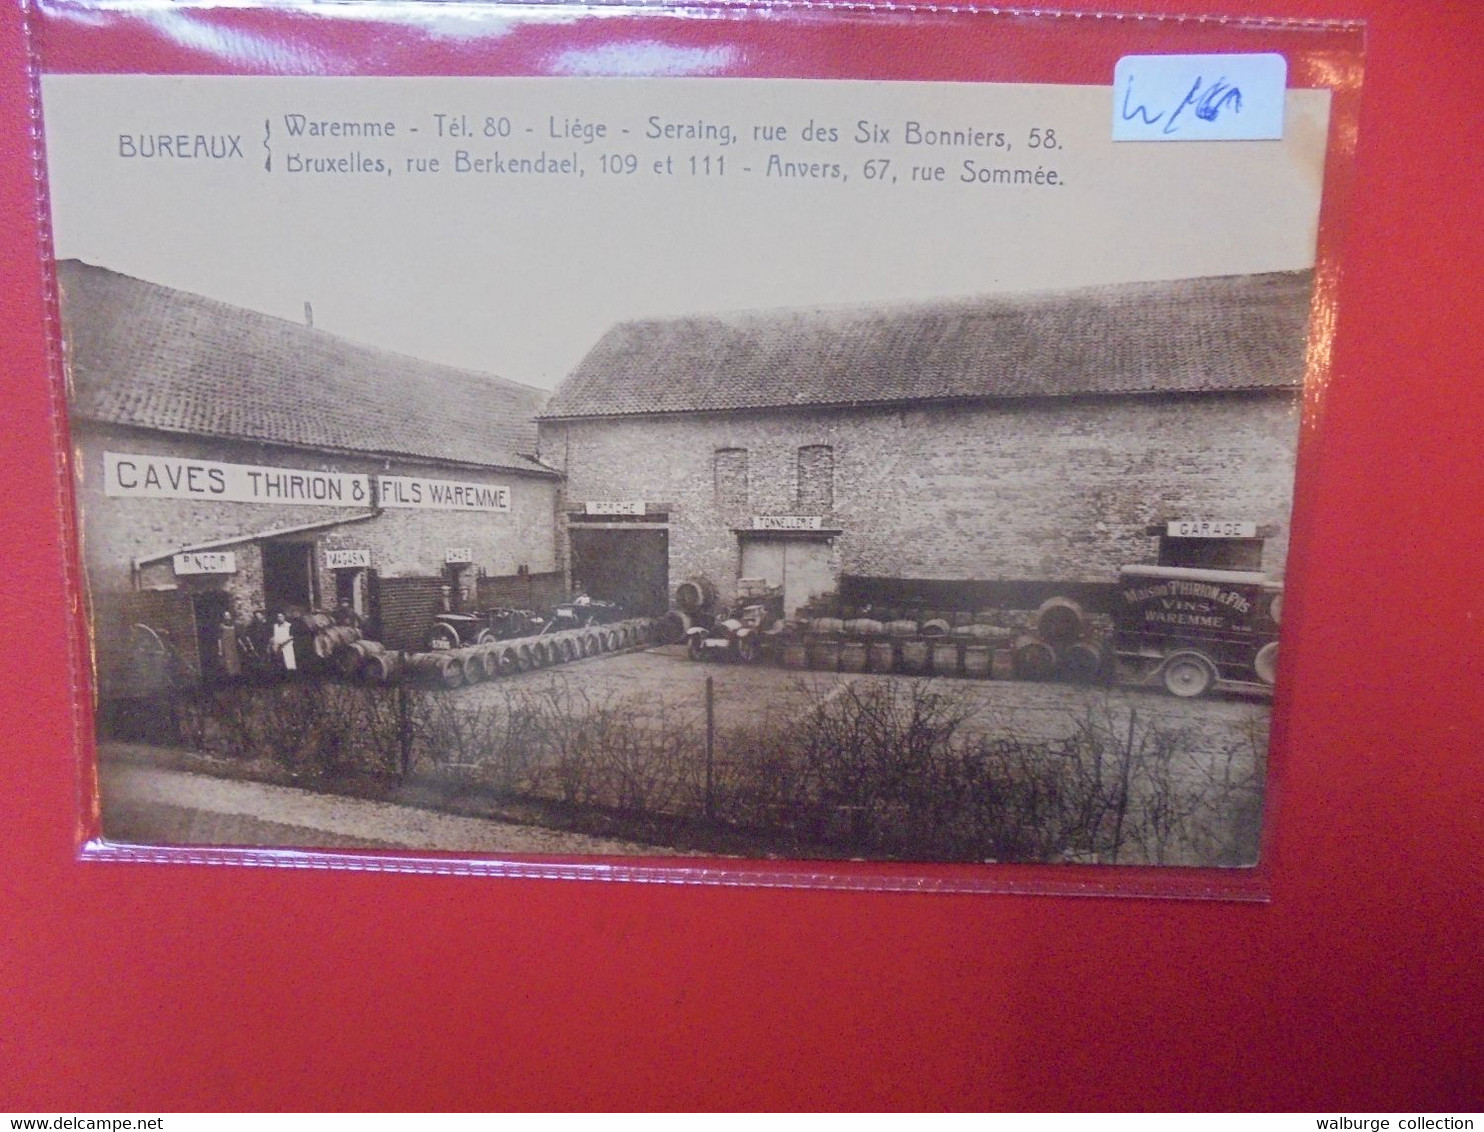 BUREAUX { Waremme - Tél. 80 - Liége - Seraing, rue des Six Bonniers, 58.
Bruxelles, rue Berkendael, 109 et 111 - Anvers, 67, rue Sommée.
CAVES THIRION & FILS WAREMME
PORCHE
TONNELLERIE
GARAGE
RINÇOIR
MAGASIN
CHAIS
MAISON THIRION & FILS
VINS
WAREMME
www.delcampe.net
walburge collection